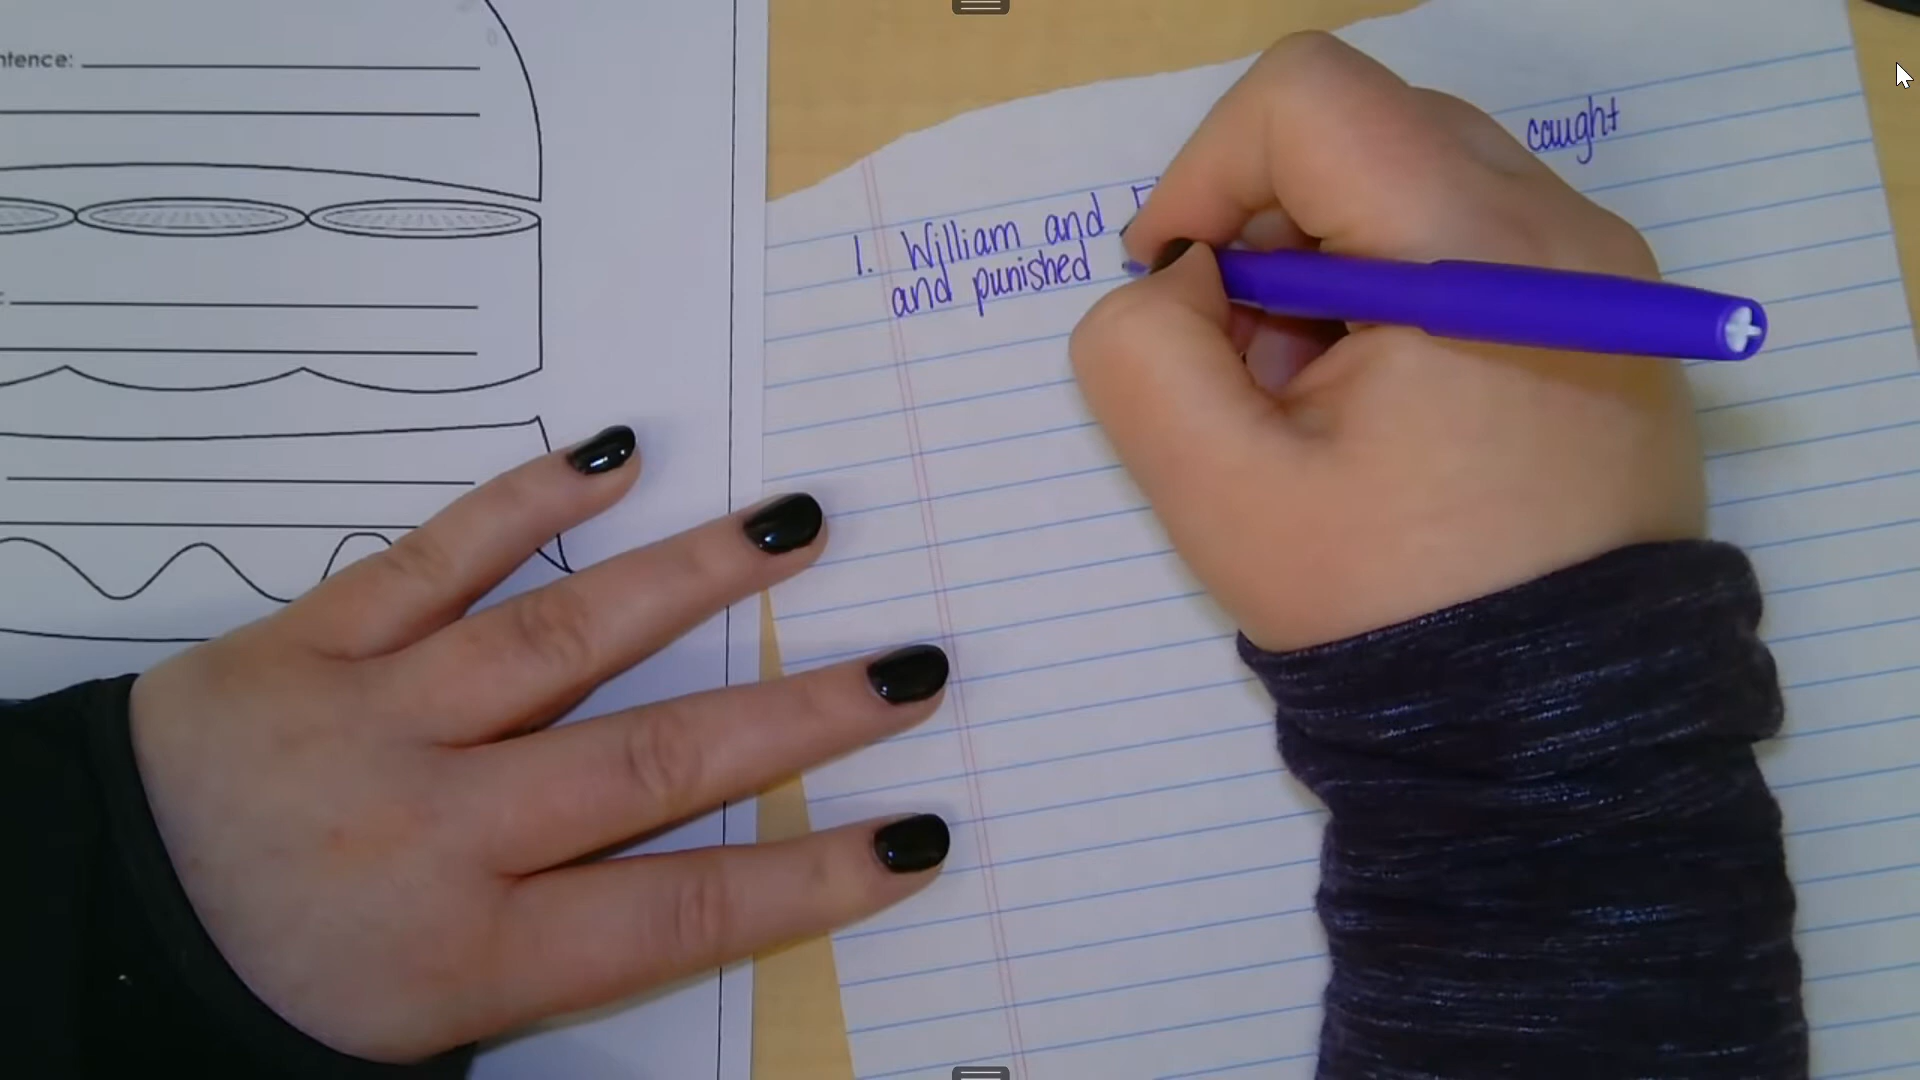 ntence:
caught
1. William and
and punished